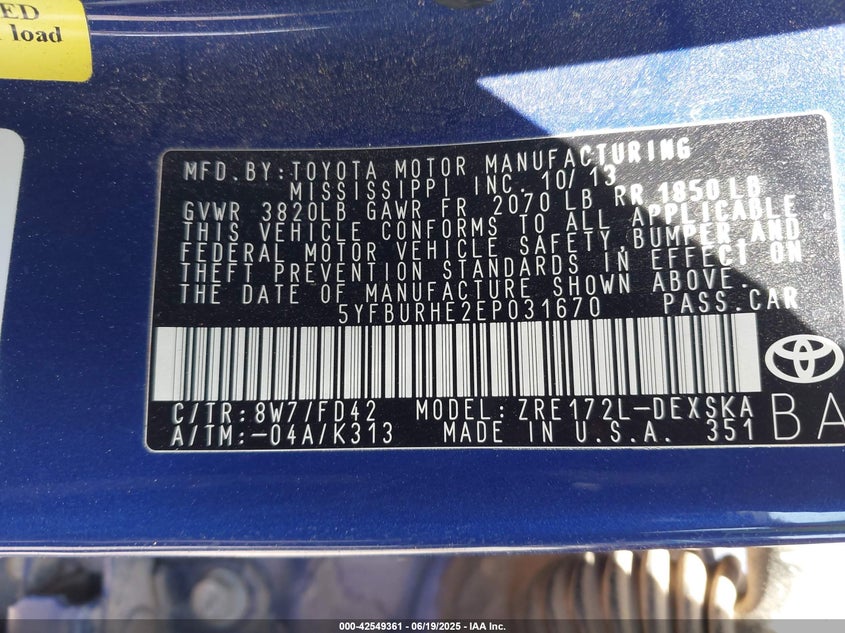 ED
load
MFD.BY:TOYOTA MOTOR MANUFACTURING
MISSISSIPPI INC. 10/13
GVWR 3820LB GAWR FR 2070 LB RR 1850LB
THIS VEHICLE CONFORMS TO ALL APPLICABLE
FEDERAL MOTOR VEHICLE SAFETY,BUMPER AND
THEFT PREVENTION STANDARDS IN EFFECT ON
THE DATE OF MANUFACTURE SHOWN ABOVE.
5YFBURHE2EP031670 PASS.CAR
C/TR:8W7/FD42 MODEL:ZRE172L-DEXSKA
A/TM:-04A/K313 MADE IN U.S.A. 351
BA
000-42549361 - 06/19/2025 - IAA Inc.